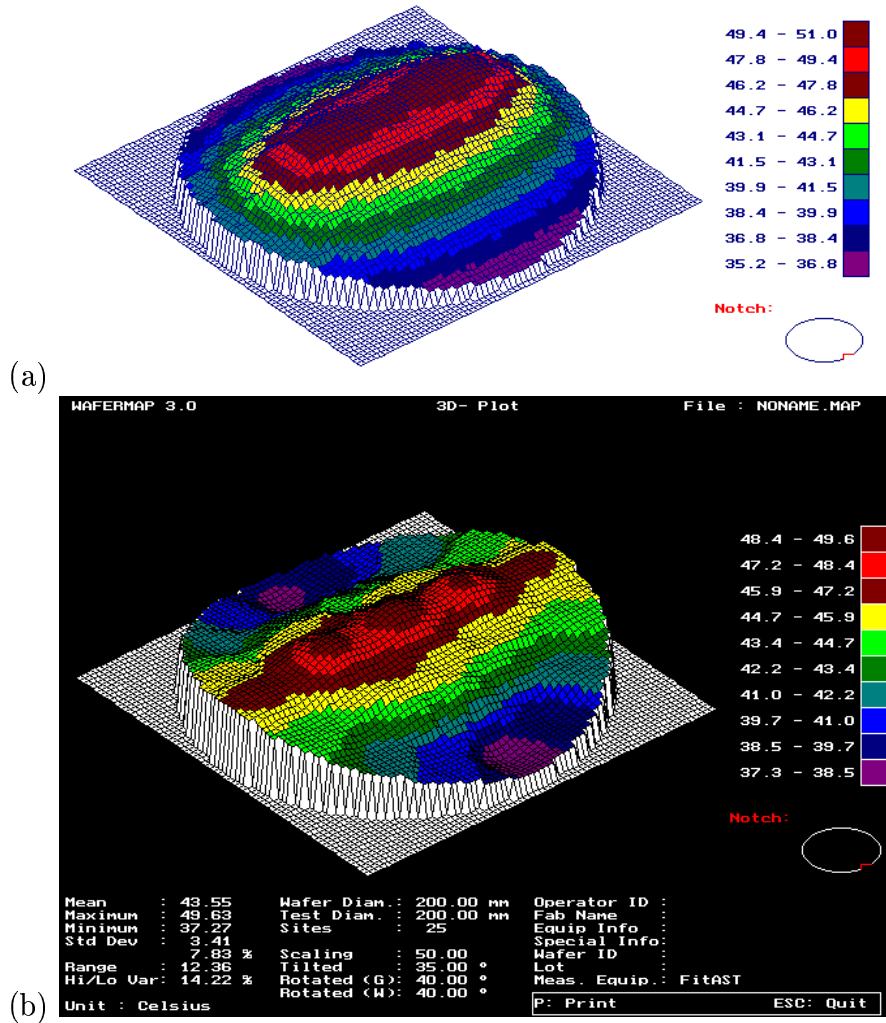 49.4 - 51.0
47.8 - 49.4
46.2 - 47.8
44.7 - 46.2
43.1 - 44.7
41.5 - 43.1
39.9 - 41.5
38.4 - 39.9
36.8 - 38.4
35.2 - 36.8
Notch:
(a)
WAFERMAP 3.0 3D- Plot File : NONAME.MAP
48.4 - 49.6
47.2 - 48.4
45.9 - 47.2
44.7 - 45.9
43.4 - 44.7
42.2 - 43.4
41.0 - 42.2
39.7 - 41.0
38.5 - 39.7
37.3 - 38.5
Notch:
Mean : 43.55 Wafer Diam.: 200.00 mm Operator ID :
Maximum : 49.63 Test Diam. : 200.00 mm Fab Name :
Minimum : 37.27 Sites : 25 Equip Info :
Std Dev : 3.41 Special Info:
7.83 % Scaling : 50.00 Wafer ID :
Range : 12.36 Tilted : 35.00 º Lot :
Hi/Lo Var: 14.22 % Rotated (G): 40.00 º Meas. Equip.: FitAST
Rotated (W): 40.00 º
(b) Unit : Celsius P: Print ESC: Quit